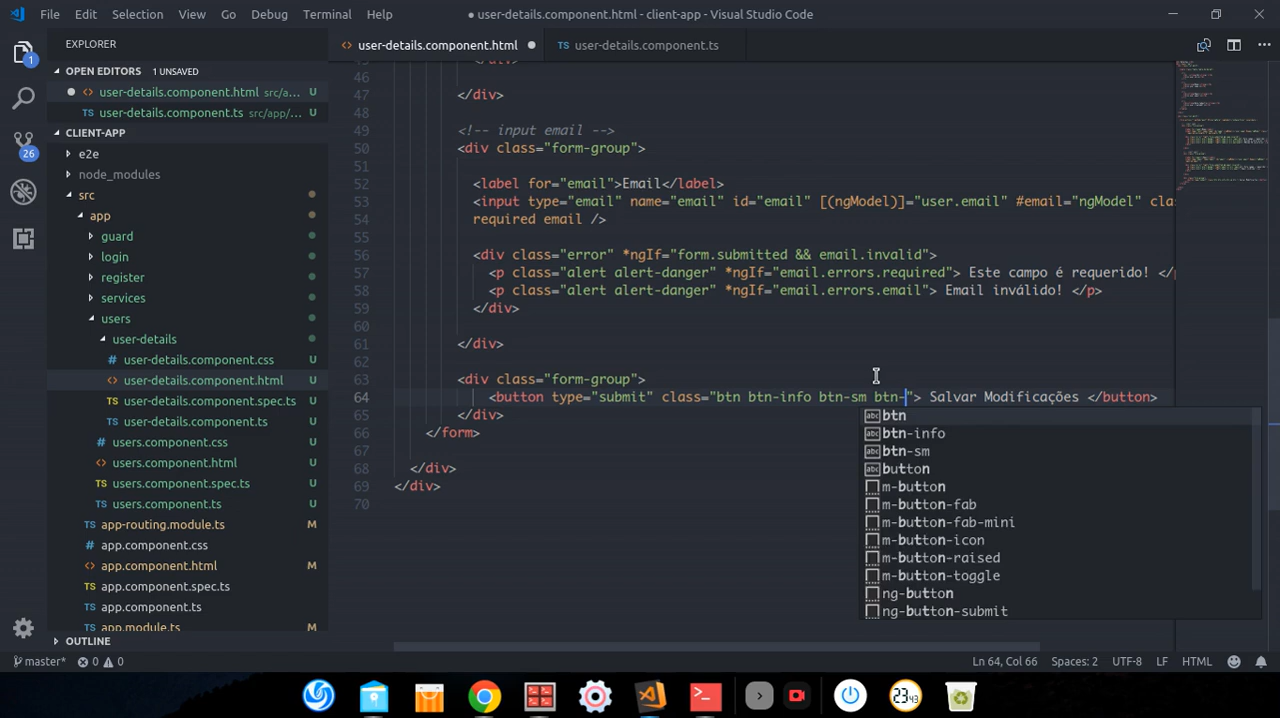 File Edit Selection View Go Debug Terminal Help
● user-details.component.html - client-app - Visual Studio Code
EXPLORER
OPEN EDITORS 1 UNSAVED
user-details.component.html src/a...
user-details.component.ts src/app/... U
CLIENT-APP
e2e
node_modules
src
app
guard
login
register
services
users
user-details
user-details.component.css U
user-details.component.html U
user-details.component.spec.ts U
user-details.component.ts U
users.component.css U
users.component.html U
users.component.spec.ts U
users.component.ts U
app-routing.module.ts M
app.component.css
app.component.html M
app.component.spec.ts
app.component.ts
app.module.ts M
OUTLINE
1
26
user-details.component.html
TS user-details.component.ts
46
47 </div>
48
49 <!-- input email -->
50 <div class="form-group">
51
52 <label for="email">Email</label>
53 <input type="email" name="email" id="email" [(ngModel)]="user.email" #email="ngModel" clas
54 required email />
55
56 <div class="error" *ngIf="form.submitted && email.invalid">
57 <p class="alert alert-danger" *ngIf="email.errors.required"> Este campo é requerido! </p
58 <p class="alert alert-danger" *ngIf="email.errors.email"> Email inválido! </p>
59 </div>
60
61 </div>
62
63 <div class="form-group">
64 <button type="submit" class="btn btn-info btn-sm btn-"> Salvar Modificações </button>
65 </div>
66 </form>
67
68 </div>
69 </div>
70
btn
btn-info
btn-sm
button
m-button
m-button-fab
m-button-fab-mini
m-button-icon
m-button-raised
m-button-toggle
ng-button
ng-button-submit
master* 0 0
Ln 64, Col 66 Spaces: 2 UTF-8 LF HTML
23 43